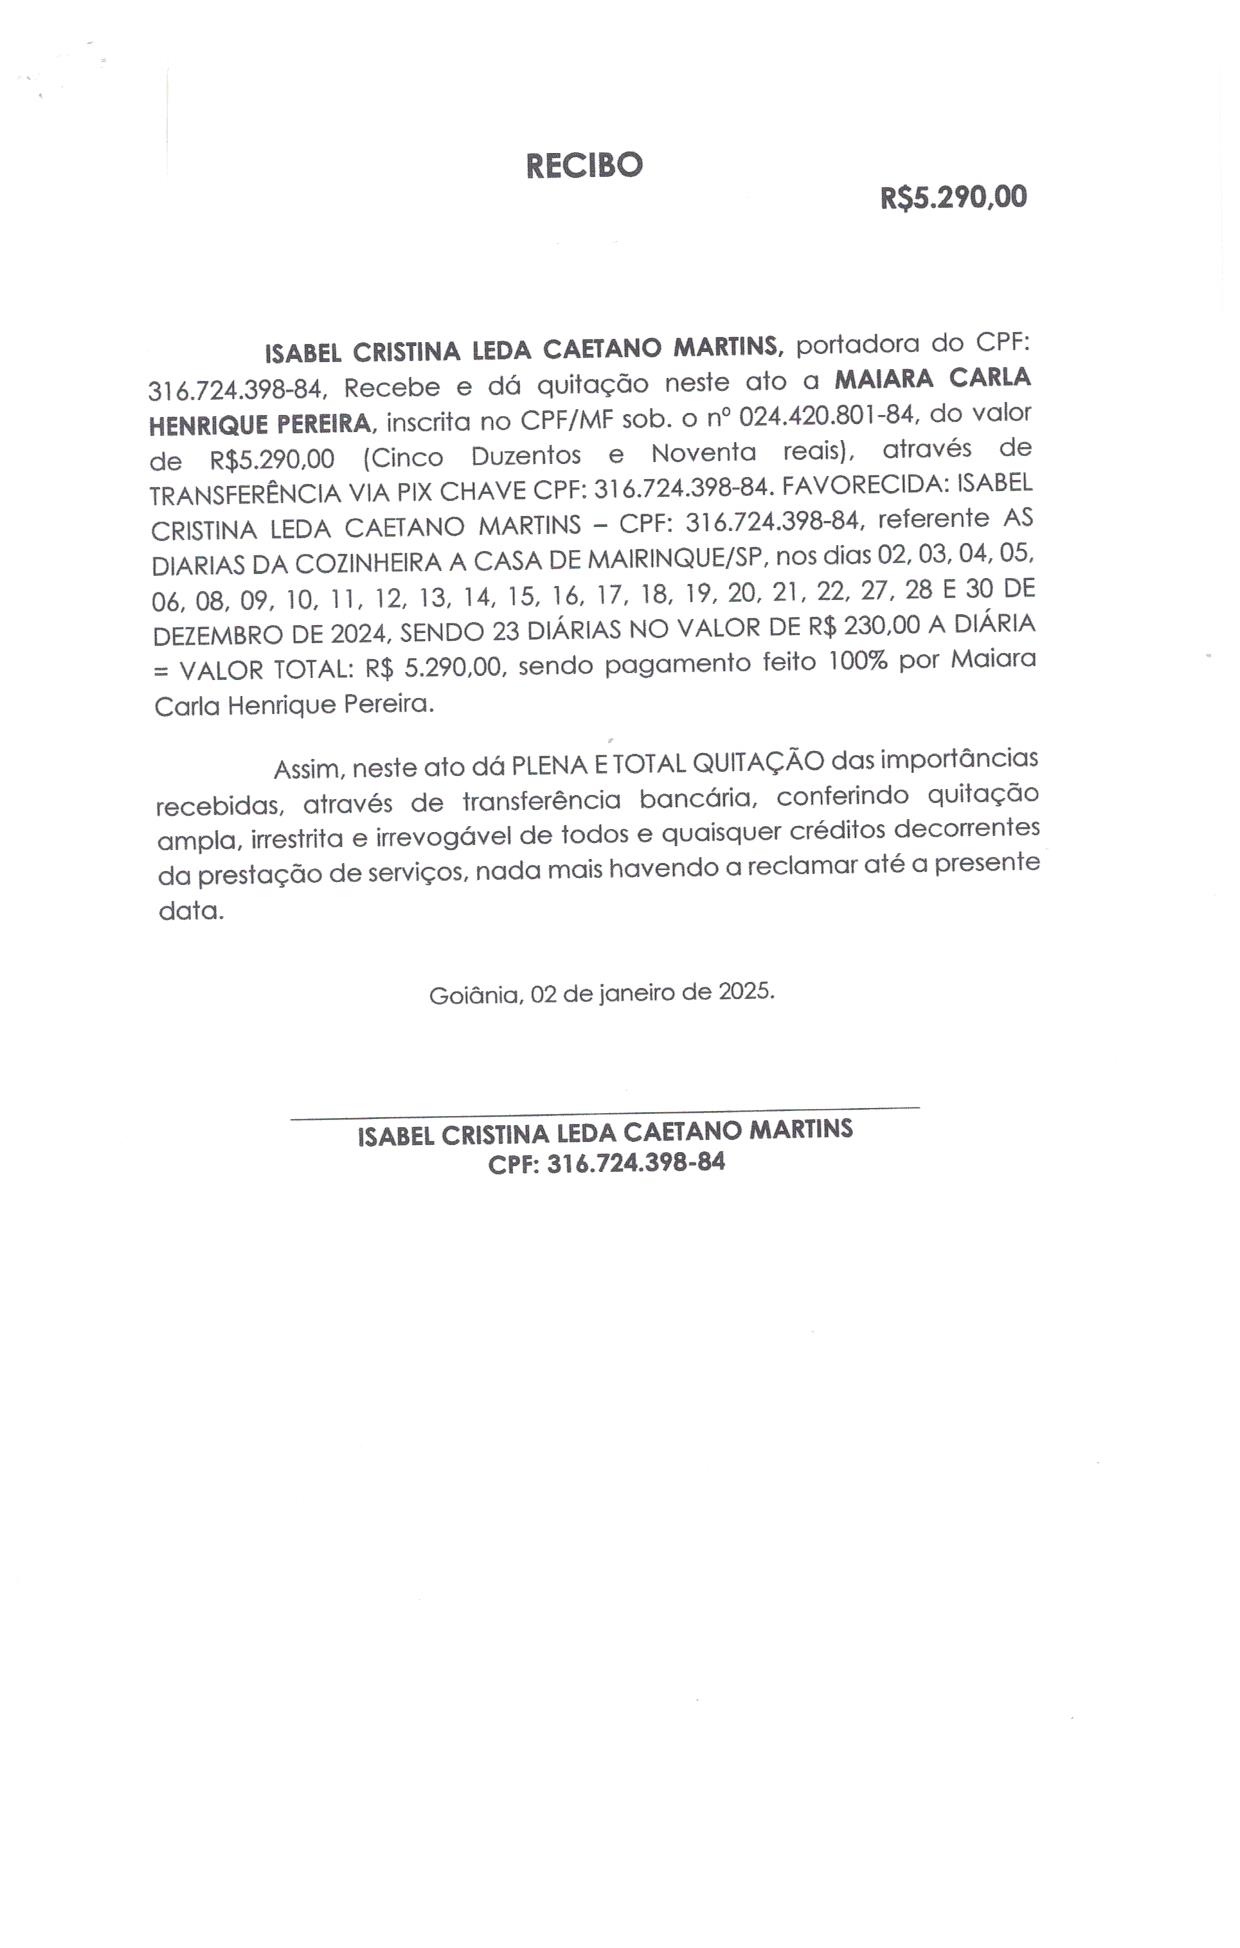 RECIBO
R$5.290,00
ISABEL CRISTINA LEDA CAETANO MARTINS, portadora do CPF:
316.724.398-84, Recebe e dá quitação neste ato a MAIARA CARLA
HENRIQUE PEREIRA, inscrita no CPF/MF sob. o nº 024.420.801-84, do valor
de R$5.290,00 (Cinco Duzentos e Noventa reais), através de
TRANSFERÊNCIA VIA PIX CHAVE CPF: 316.724.398-84. FAVORECIDA: ISABEL
CRISTINA LEDA CAETANO MARTINS – CPF: 316.724.398-84, referente AS
DIARIAS DA COZINHEIRA A CASA DE MAIRINQUE/SP, nos dias 02, 03, 04, 05,
06, 08, 09, 10, 11, 12, 13, 14, 15, 16, 17, 18, 19, 20, 21, 22, 27, 28 E 30 DE
DEZEMBRO DE 2024, SENDO 23 DIÁRIAS NO VALOR DE R$ 230,00 A DIÁRIA
= VALOR TOTAL: R$ 5.290,00, sendo pagamento feito 100% por Maiara
Carla Henrique Pereira.
Assim, neste ato dá PLENA E TOTAL QUITAÇÃO das importâncias
recebidas, através de transferência bancária, conferindo quitação
ampla, irrestrita e irrevogável de todos e quaisquer créditos decorrentes
da prestação de serviços, nada mais havendo a reclamar até a presente
data.
Goiânia, 02 de janeiro de 2025.
ISABEL CRISTINA LEDA CAETANO MARTINS
CPF: 316.724.398-84